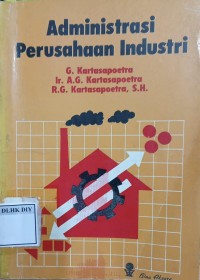 Administrasi
Perusahaan Industri
G. Kartasapoetra
Ir. A.G. Kartasapoetra
R.G. Kartasapoetra, S.H.
DLHK DIY